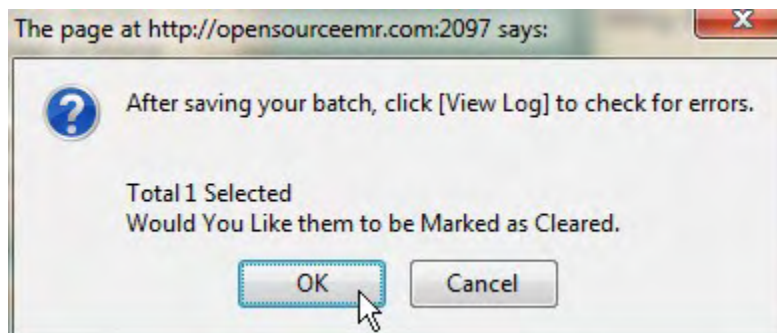 The page at http://opensourceemr.com:2097 says:
After saving your batch, click [View Log] to check for errors.
Total 1 Selected
Would You Like them to be Marked as Cleared.
OK Cancel